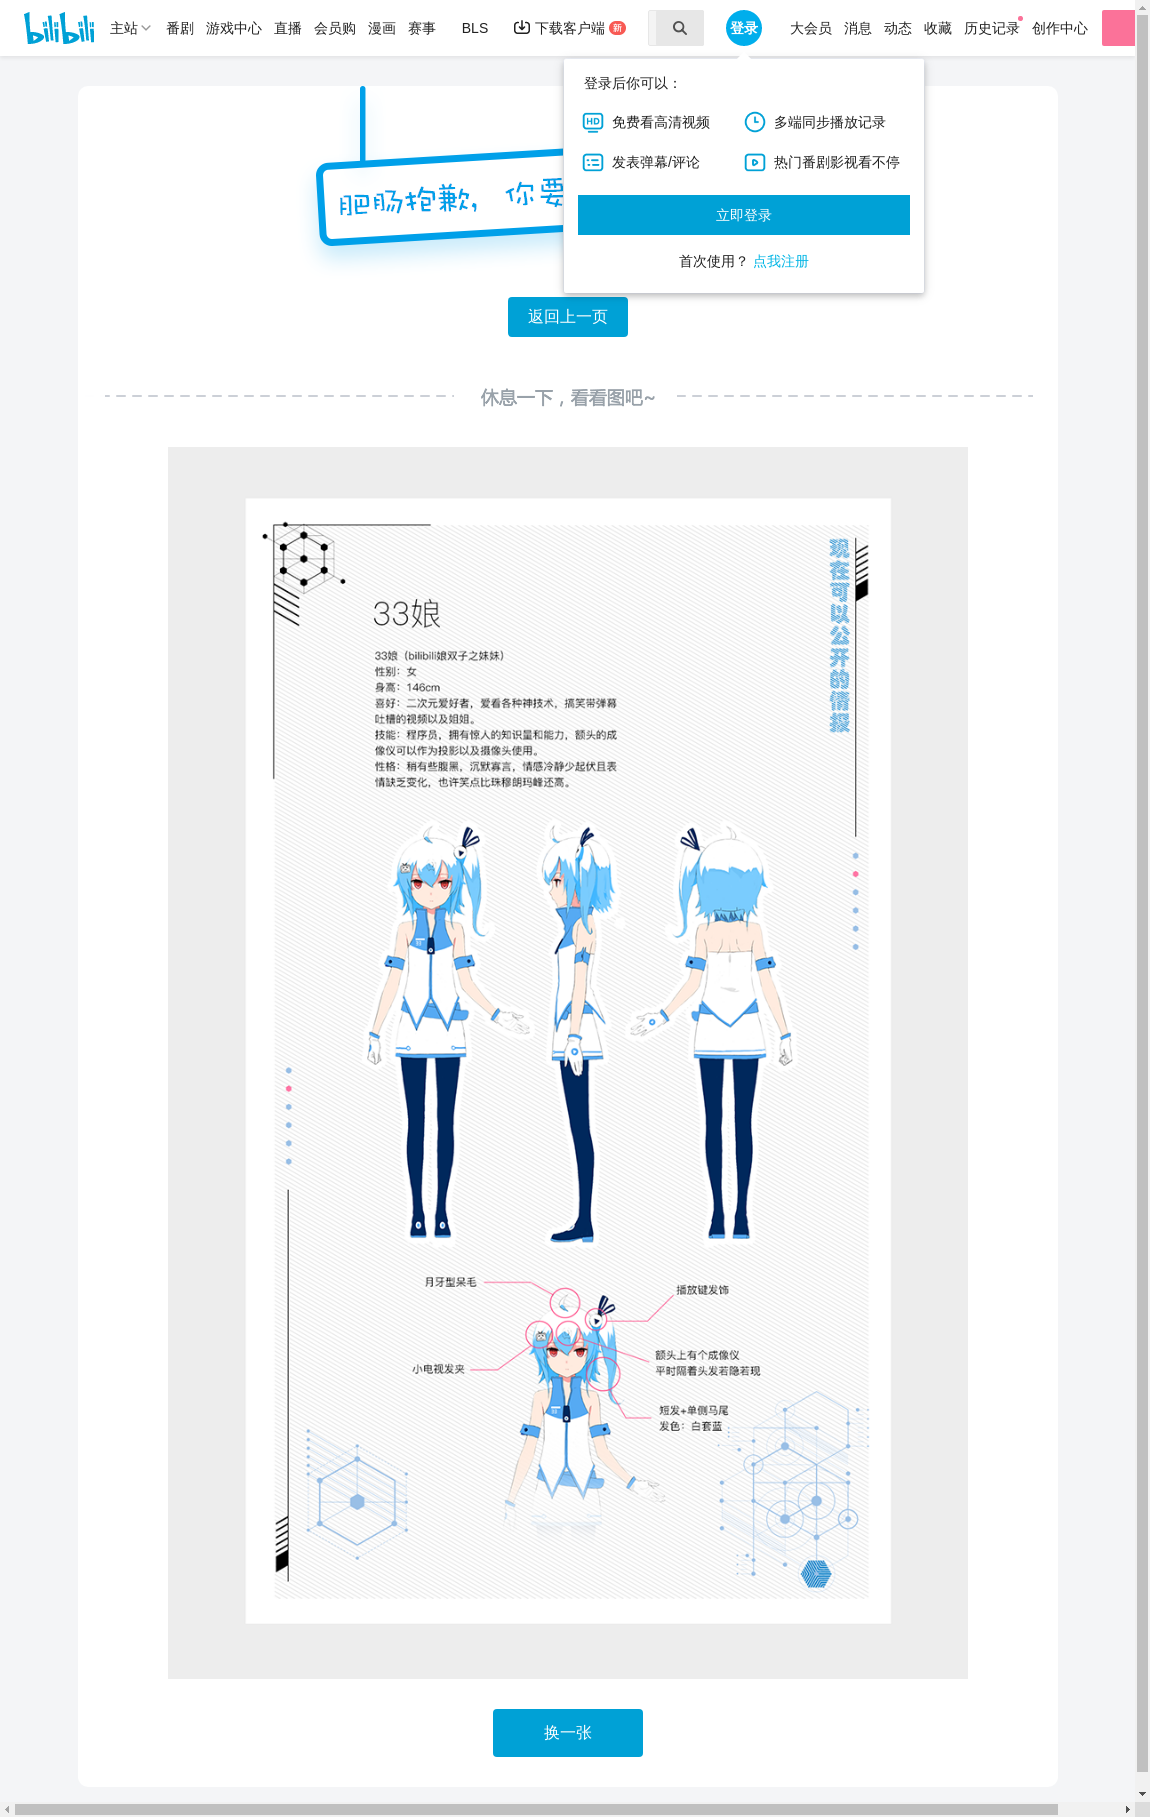 bilibili
主站
番剧
游戏中心
直播
会员购
漫画
赛事
BLS
下载客户端 新
登录
大会员
消息
动态
收藏
历史记录
创作中心
登录后你可以：
免费看高清视频
多端同步播放记录
发表弹幕/评论
热门番剧影视看不停
立即登录
首次使用？ 点我注册
肥肠抱歉，你要
返回上一页
休息一下，看看图吧~
现在可以公开的情报
33娘
33娘（bilibili娘双子之妹妹）
性别：女
身高：146cm
喜好：二次元爱好者，爱看各种神技术，搞笑带弹幕
吐槽的视频以及姐姐。
技能：程序员，拥有惊人的知识量和能力，额头的成
像仪可以作为投影以及摄像头使用。
性格：稍有些腹黑，沉默寡言，情感冷静少起伏且表
情缺乏变化，也许笑点比珠穆朗玛峰还高。
月牙型呆毛
播放键发饰
小电视发夹
额头上有个成像仪
平时隔着头发若隐若现
短发+单侧马尾
发色：白套蓝
换一张